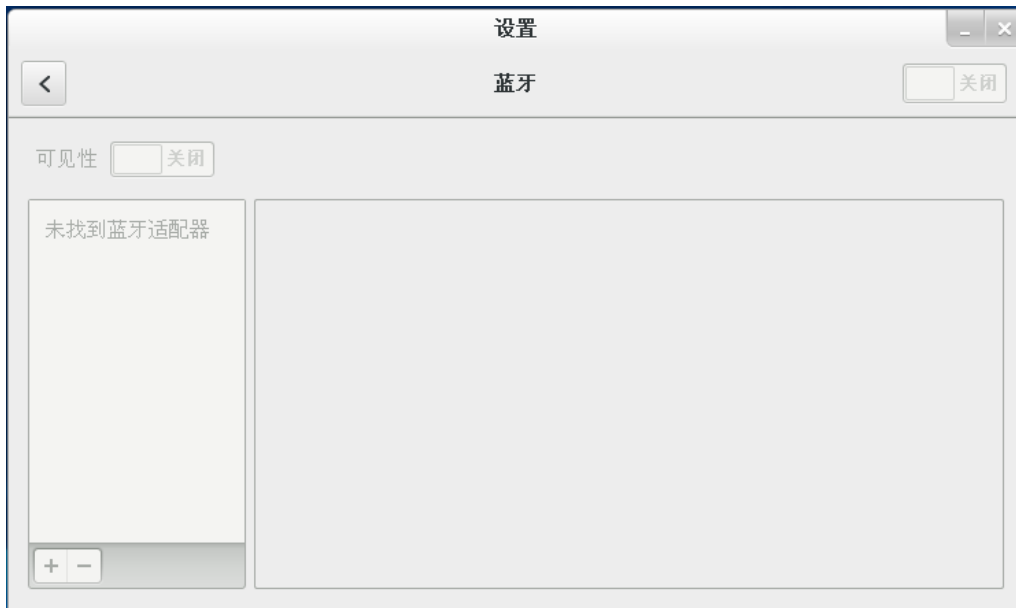 设置
蓝牙
关闭
可见性 关闭
未找到蓝牙适配器